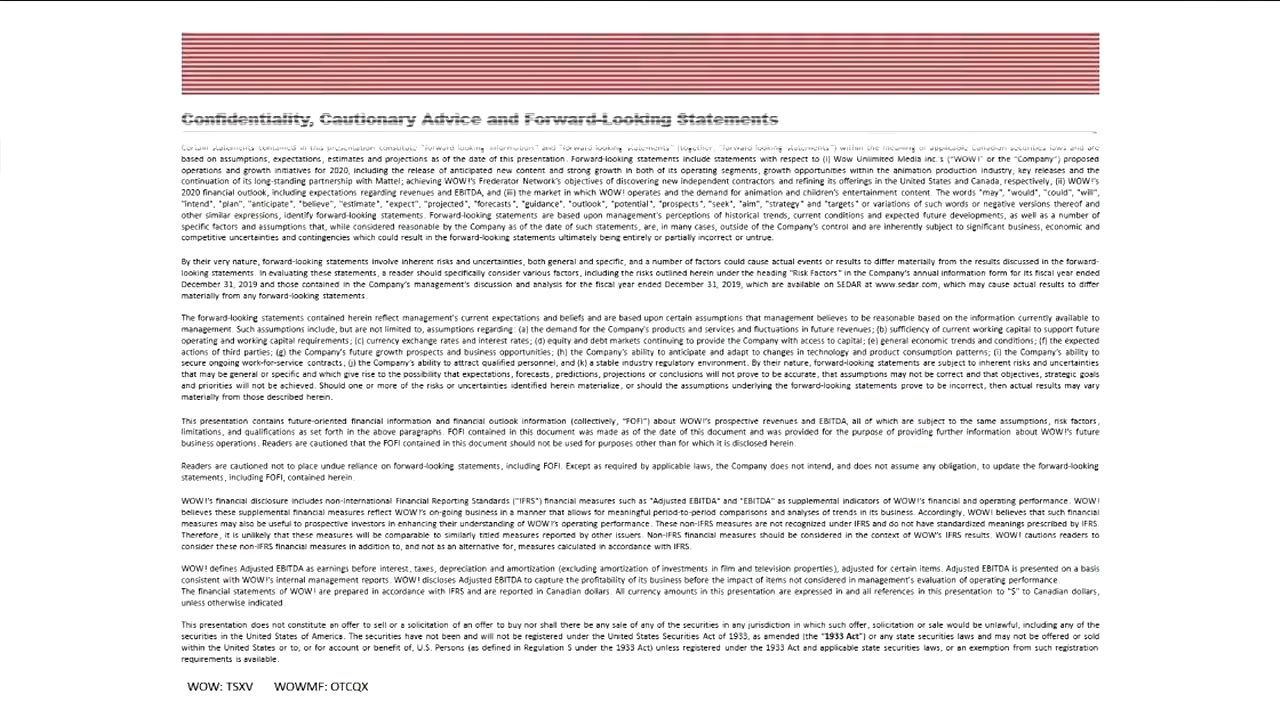 Confidentiality, Cautionary Advice and Forward-Looking Statements
Certain statements contained in this presentation constitute "forward-looking information" and "forward looking statements" (together, "forward-looking statements") within the meaning of applicable Canadian securities laws and are
based on assumptions, expectations, estimates and projections as of the date of this presentation. Forward-looking statements include statements with respect to (i) Wow Unlimited Media Inc.'s ("WOW!" or the "Company") proposed
operations and growth initiatives for 2020, including the release of anticipated new content and strong growth in both of its operating segments, growth opportunities within the animation production industry, key releases and the
continuation of its long-standing partnership with Mattel; achieving WOW!'s Frederator Network's objectives of discovering new independent contractors and refining its offerings in the United States and Canada, respectively, (ii) WOW!'s
2020 financial outlook, including expectations regarding revenues and EBITDA, and (iii) the market in which WOW! operates and the demand for animation and children's entertainment content. The words "may", "would", "could", "will",
"intend", "plan", "anticipate", "believe", "estimate", "expect", "projected", "forecasts", "guidance", "outlook", "potential", "prospects", "seek", "aim", "strategy" and "targets" or variations of such words or negative versions thereof and
other similar expressions, identify forward-looking statements. Forward-looking statements are based upon management's perceptions of historical trends, current conditions and expected future developments, as well as a number of
specific factors and assumptions that, while considered reasonable by the Company as of the date of such statements, are, in many cases, outside of the Company's control and are inherently subject to significant business, economic and
competitive uncertainties and contingencies which could result in the forward-looking statements ultimately being entirely or partially incorrect or untrue.
By their very nature, forward-looking statements involve inherent risks and uncertainties, both general and specific, and a number of factors could cause actual events or results to differ materially from the results discussed in the forward-
looking statements. In evaluating these statements, a reader should specifically consider various factors, including the risks outlined herein under the heading "Risk Factors" in the Company's annual information form for its fiscal year ended
December 31, 2019 and those contained in the Company's management's discussion and analysis for the fiscal year ended December 31, 2019, which are available on SEDAR at www.sedar.com, which may cause actual results to differ
materially from any forward-looking statements.
The forward-looking statements contained herein reflect management's current expectations and beliefs and are based upon certain assumptions that management believes to be reasonable based on the information currently available to
management. Such assumptions include, but are not limited to, assumptions regarding: (a) the demand for the Company's products and services and fluctuations in future revenues; (b) sufficiency of current working capital to support future
operating and working capital requirements; (c) currency exchange rates and interest rates; (d) equity and debt markets continuing to provide the Company with access to capital; (e) general economic trends and conditions; (f) the expected
actions of third parties; (g) the Company's future growth prospects and business opportunities; (h) the Company's ability to anticipate and adapt to changes in technology and product consumption patterns; (i) the Company's ability to
secure ongoing work-for-service contracts, (j) the Company's ability to attract qualified personnel, and (k) a stable industry regulatory environment. By their nature, forward-looking statements are subject to inherent risks and uncertainties
that may be general or specific and which give rise to the possibility that expectations, forecasts, predictions, projections or conclusions will not prove to be accurate, that assumptions may not be correct and that objectives, strategic goals
and priorities will not be achieved. Should one or more of the risks or uncertainties identified herein materialize, or should the assumptions underlying the forward-looking statements prove to be incorrect, then actual results may vary
materially from those described herein.
This presentation contains future-oriented financial information and financial outlook information (collectively, "FOFI") about WOW!'s prospective revenues and EBITDA, all of which are subject to the same assumptions, risk factors,
limitations, and qualifications as set forth in the above paragraphs. FOFI contained in this document was made as of the date of this document and was provided for the purpose of providing further information about WOW!'s future
business operations. Readers are cautioned that the FOFI contained in this document should not be used for purposes other than for which it is disclosed herein.
Readers are cautioned not to place undue reliance on forward-looking statements, including FOFI. Except as required by applicable laws, the Company does not intend, and does not assume any obligation, to update the forward-looking
statements, including FOFI, contained herein.
WOW!'s financial disclosure includes non-International Financial Reporting Standards ("IFRS") financial measures such as "Adjusted EBITDA" and "EBITDA" as supplemental indicators of WOW!'s financial and operating performance. WOW!
believes these supplemental financial measures reflect WOW!'s on-going business in a manner that allows for meaningful period-to-period comparisons and analyses of trends in its business. Accordingly, WOW! believes that such financial
measures may also be useful to prospective investors in enhancing their understanding of WOW!'s operating performance. These non-IFRS measures are not recognized under IFRS and do not have standardized meanings prescribed by IFRS.
Therefore, it is unlikely that these measures will be comparable to similarly titled measures reported by other issuers. Non-IFRS financial measures should be considered in the context of WOW's IFRS results. WOW! cautions readers to
consider these non-IFRS financial measures in addition to, and not as an alternative for, measures calculated in accordance with IFRS.
WOW! defines Adjusted EBITDA as earnings before interest, taxes, depreciation and amortization (excluding amortization of investments in film and television properties), adjusted for certain items. Adjusted EBITDA is presented on a basis
consistent with WOW!'s internal management reports. WOW! discloses Adjusted EBITDA to capture the profitability of its business before the impact of items not considered in management's evaluation of operating performance.
The financial statements of WOW! are prepared in accordance with IFRS and are reported in Canadian dollars. All currency amounts in this presentation are expressed in and all references in this presentation to "$" to Canadian dollars,
unless otherwise indicated
This presentation does not constitute an offer to sell or a solicitation of an offer to buy nor shall there be any sale of any of the securities in any jurisdiction in which such offer, solicitation or sale would be unlawful, including any of the
securities in the United States of America. The securities have not been and will not be registered under the United States Securities Act of 1933, as amended (the "1933 Act") or any state securities laws and may not be offered or sold
within the United States or to, or for account or benefit of, U.S. Persons (as defined in Regulation S under the 1933 Act) unless registered under the 1933 Act and applicable state securities laws, or an exemption from such registration
requirements is available.
WOW: TSXV WOWMF: OTCQX